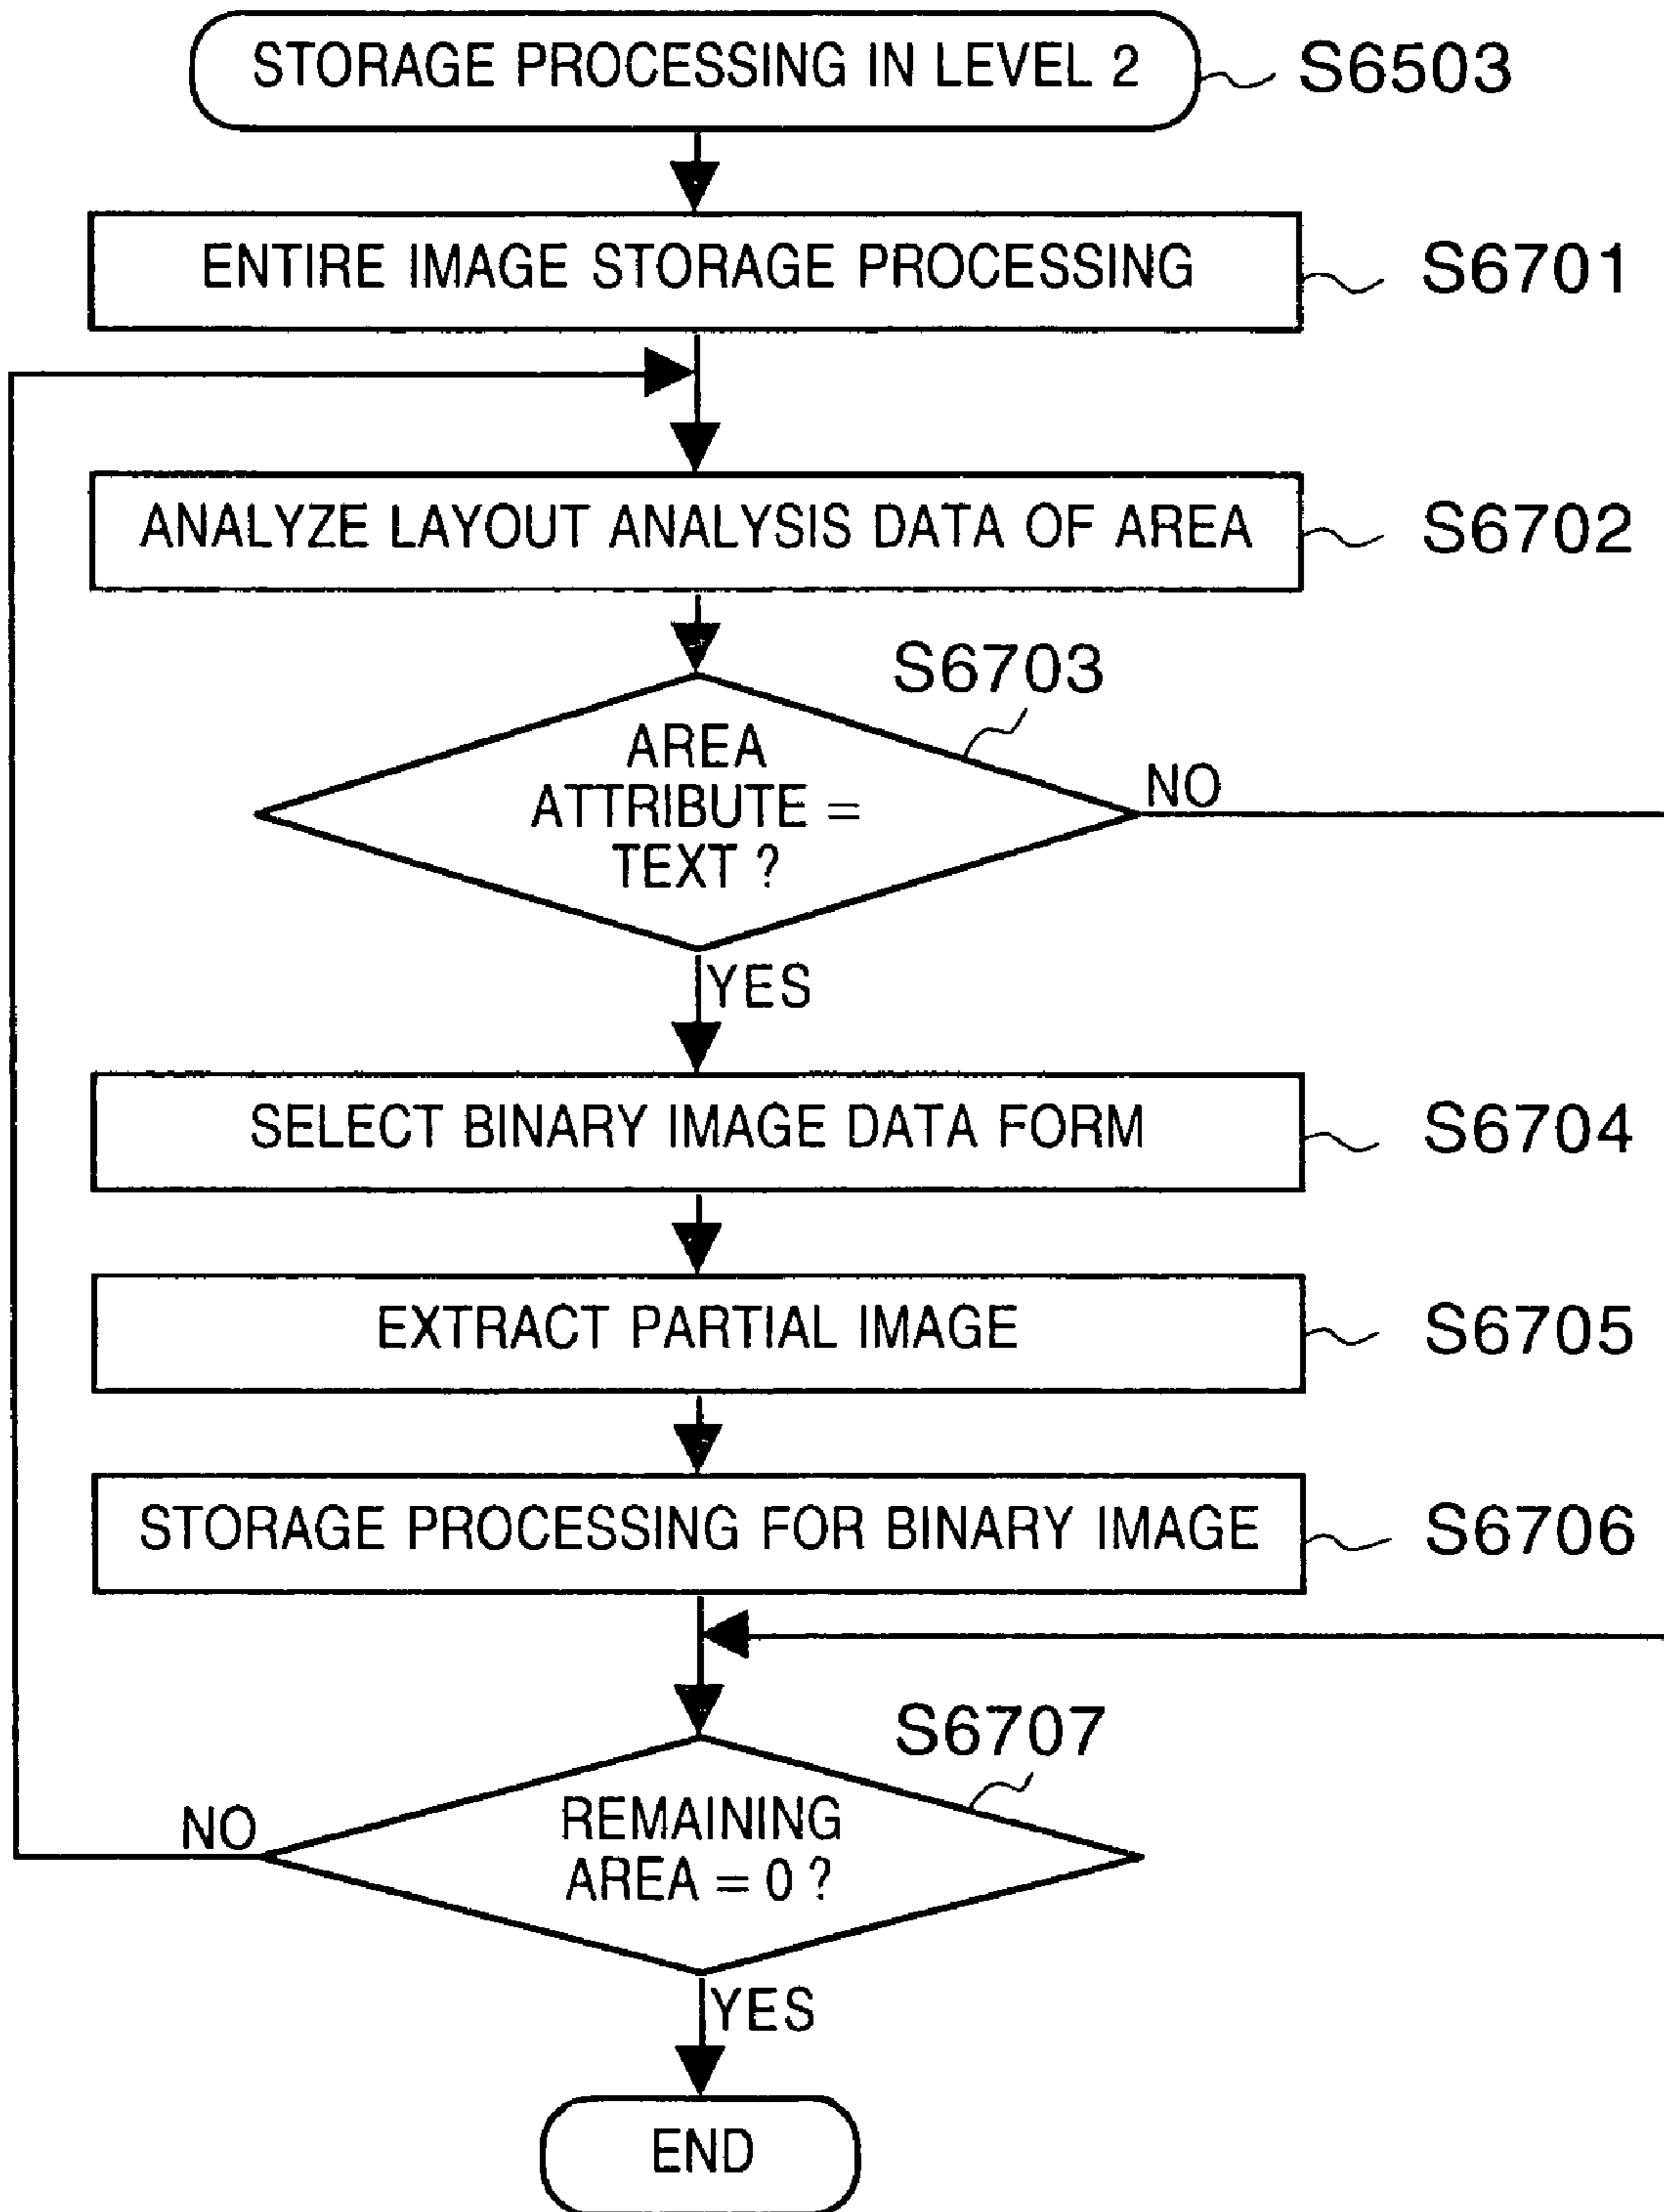 STORAGE PROCESSING IN LEVEL 2
S6503
ENTIRE IMAGE STORAGE PROCESSING
S6701
ANALYZE LAYOUT ANALYSIS DATA OF AREA
S6702
S6703
AREA
ATTRIBUTE =
TEXT ?
NO
YES
SELECT BINARY IMAGE DATA FORM
S6704
EXTRACT PARTIAL IMAGE
S6705
STORAGE PROCESSING FOR BINARY IMAGE
S6706
S6707
REMAINING
AREA = 0 ?
NO
YES
END